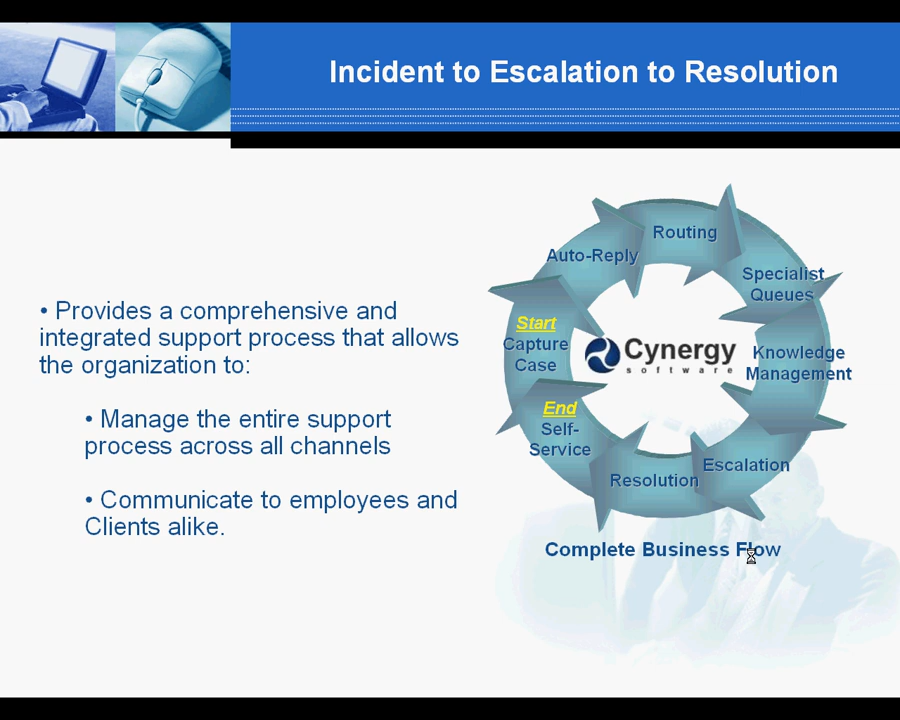 Incident to Escalation to Resolution
• Provides a comprehensive and
integrated support process that allows
the organization to:
• Manage the entire support
process across all channels
• Communicate to employees and
Clients alike.
Start
Capture
Case
Auto-Reply
Routing
Specialist
Queues
Knowledge
Management
Escalation
Resolution
End
Self-
Service
Cynergy
software
Complete Business Flow